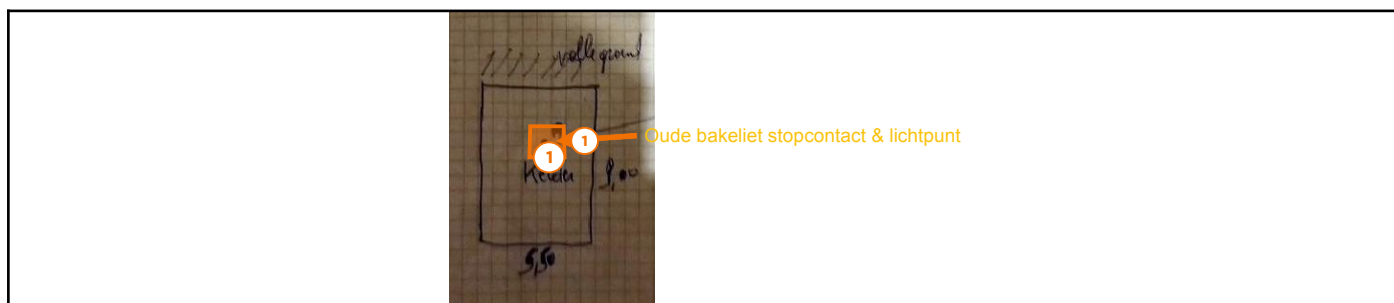 volle grond
1
1
Oude bakeliet stopcontact & lichtpunt
Kelder
9,00
5,50